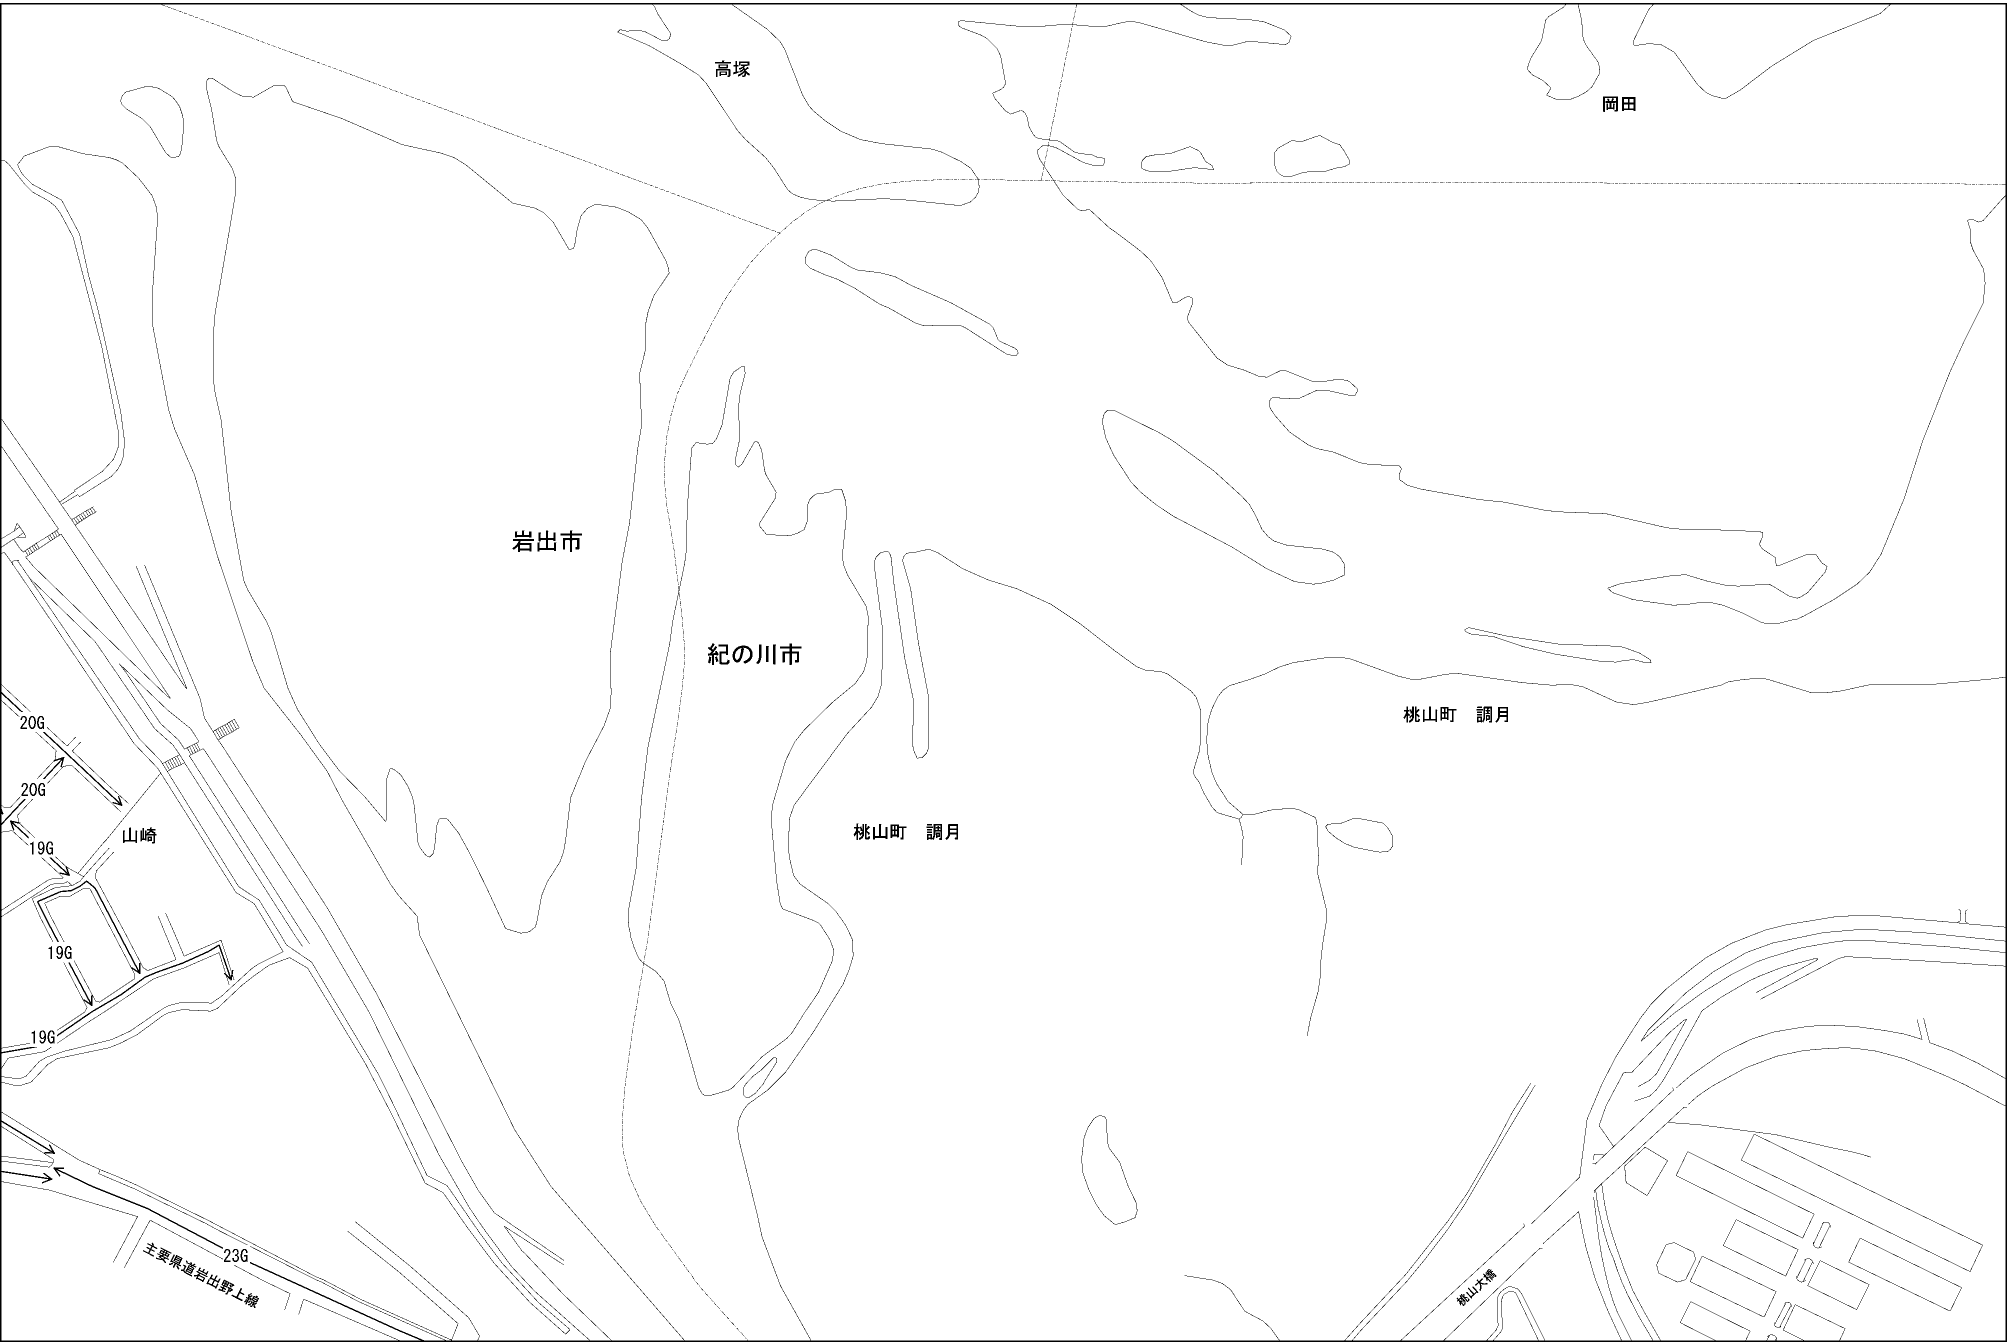 高塚
岡田
岩出市
紀の川市
桃山町　調月
20G
20G
桃山町　調月
山崎
19G
19G
19G
23G
主要県道岩出野上線
桃山大橋